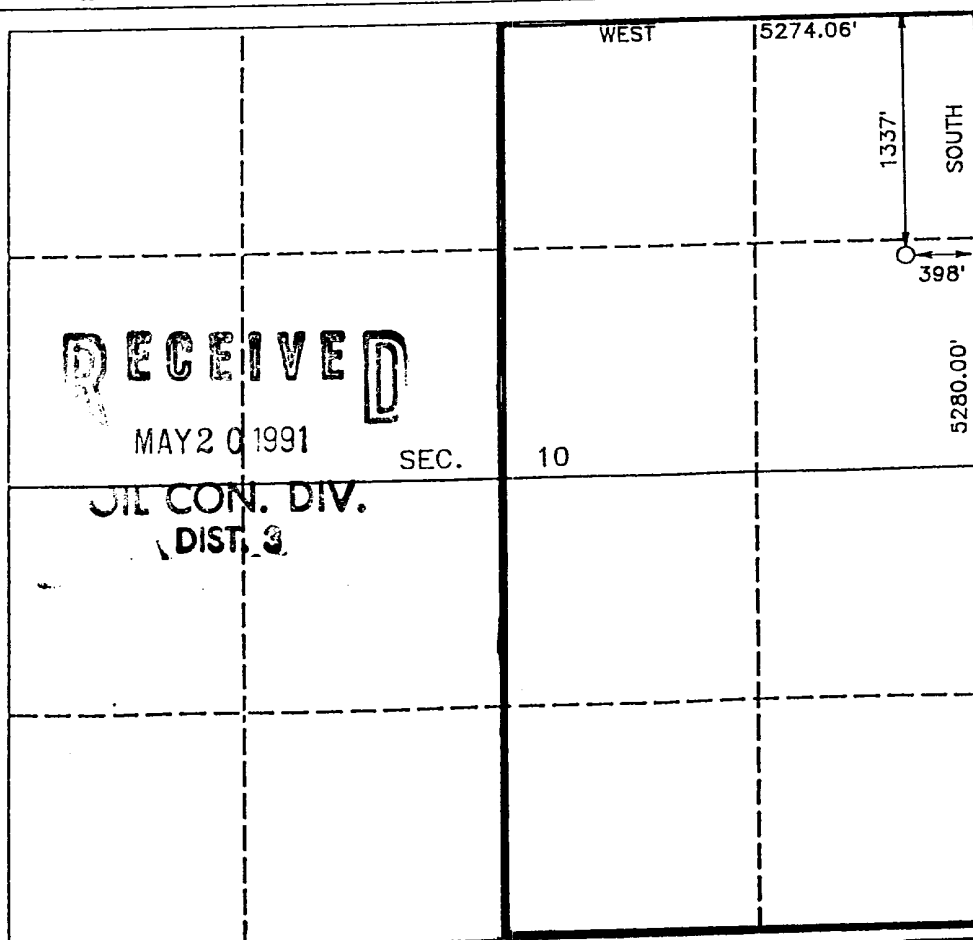 WEST 5274.06'
1337'
SOUTH
398'
RECEIVED
MAY 20 1991
5280.00'
SEC. 10
OIL CON. DIV.
DIST. 3